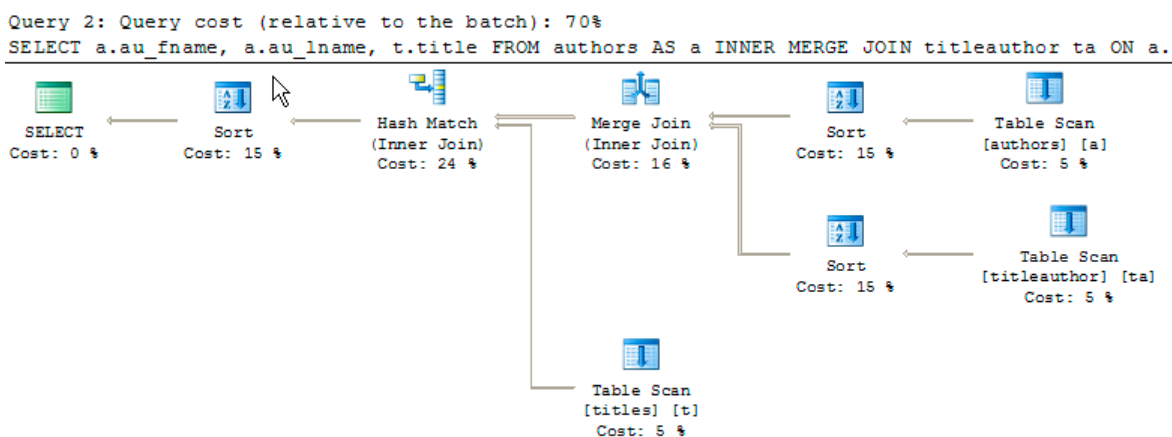 Query 2: Query cost (relative to the batch): 70%
SELECT a.au_fname, a.au_lname, t.title FROM authors AS a INNER MERGE JOIN titleauthor ta ON a.
SELECT
Cost: 0 %
Sort
Cost: 15 %
Hash Match
(Inner Join)
Cost: 24 %
Merge Join
(Inner Join)
Cost: 16 %
Sort
Cost: 15 %
Table Scan
[authors] [a]
Cost: 5 %
Sort
Cost: 15 %
Table Scan
[titleauthor] [ta]
Cost: 5 %
Table Scan
[titles] [t]
Cost: 5 %